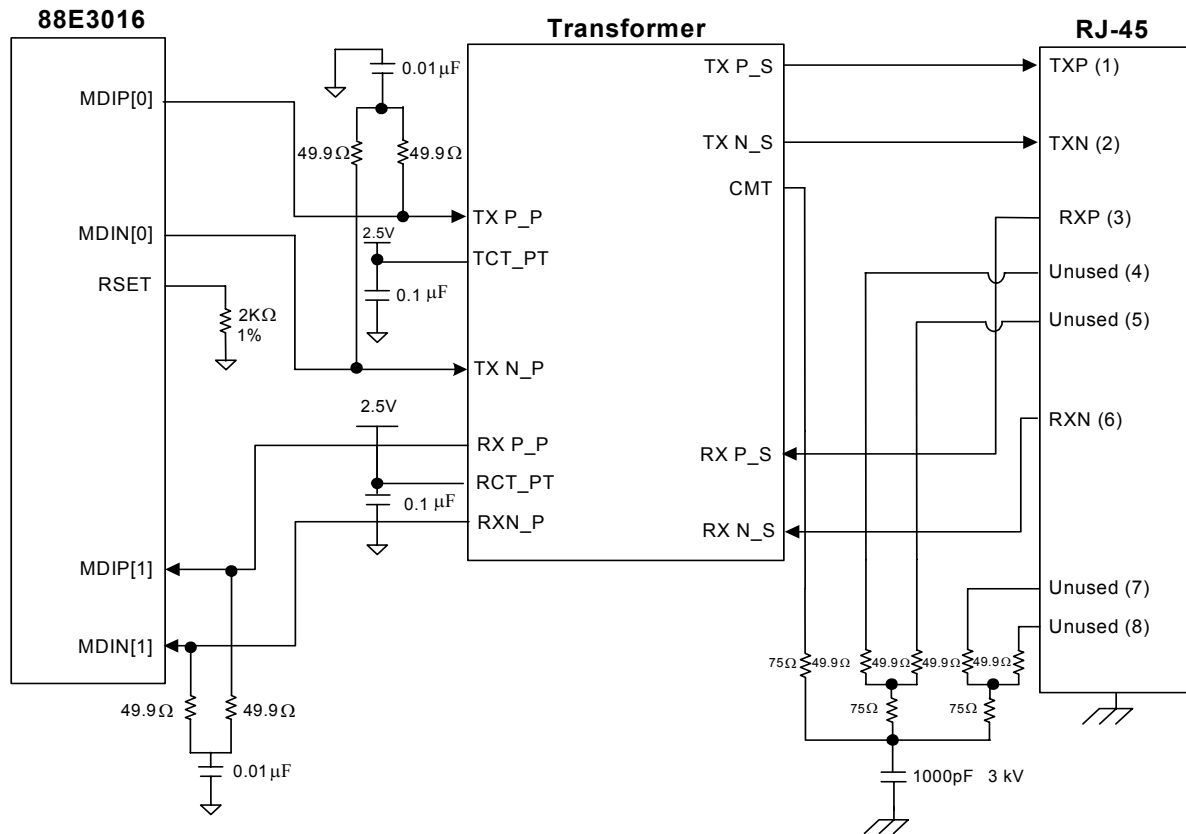 88E3016
Transformer
RJ-45
MDIP[0]
MDIN[0]
RSET
2KΩ
1%
MDIP[1]
MDIN[1]
49.9Ω
49.9Ω
0.01μF
0.01μF
49.9Ω
49.9Ω
2.5V
0.1 μF
2.5V
0.1 μF
TX P_P
TCT_PT
TX N_P
RX P_P
RCT_PT
RXN_P
TX P_S
TX N_S
CMT
RX P_S
RX N_S
TXP (1)
TXN (2)
RXP (3)
Unused (4)
Unused (5)
RXN (6)
Unused (7)
Unused (8)
75Ω
49.9Ω
49.9Ω
49.9Ω
49.9Ω
75Ω
75Ω
1000pF 3 kV